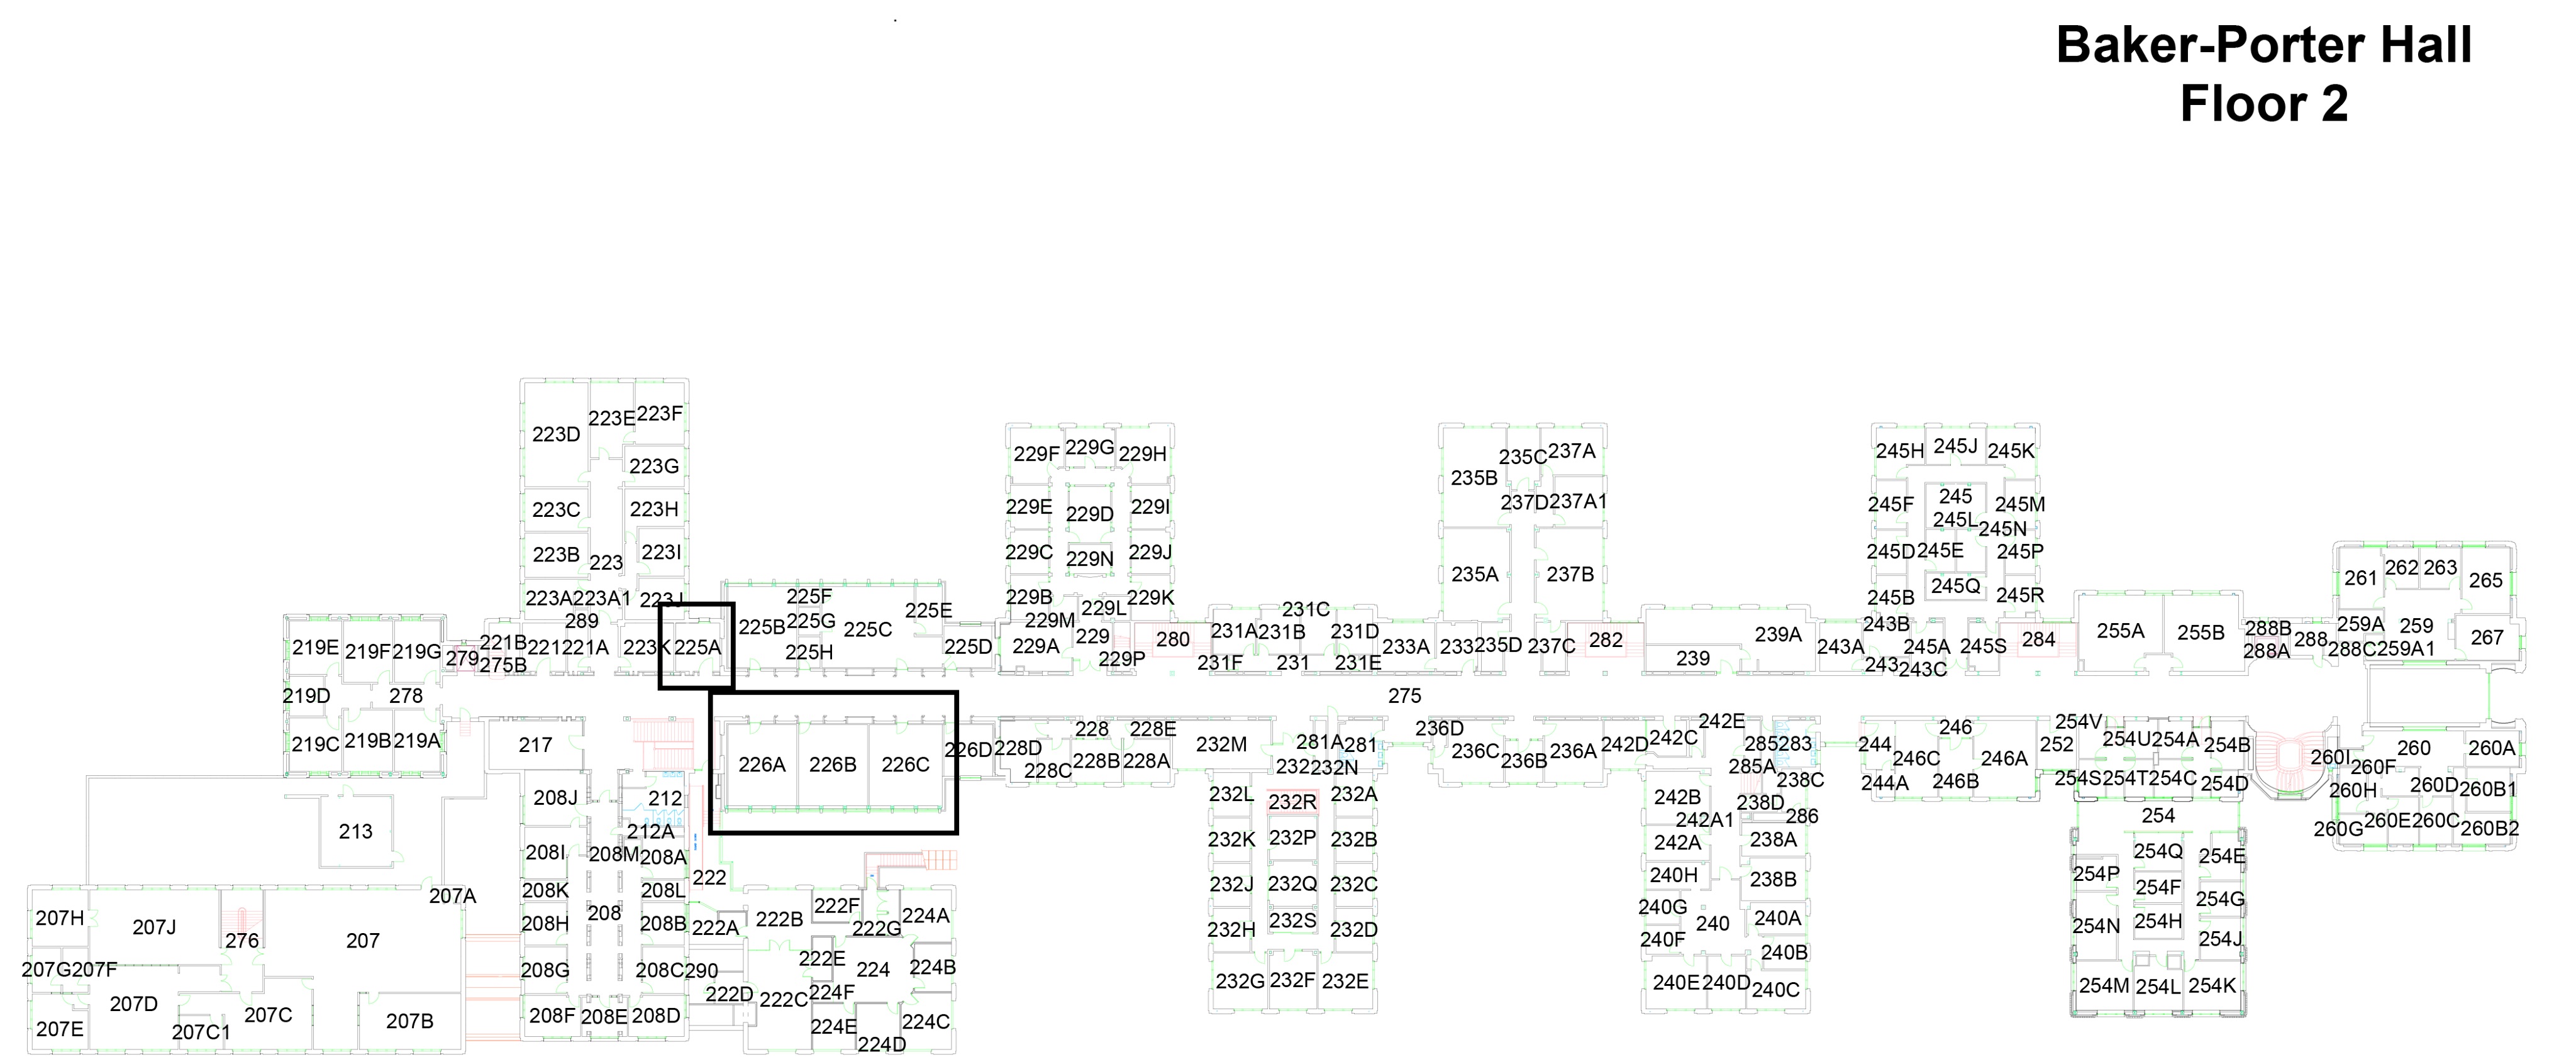 Baker-Porter Hall
Floor 2
223D
223E
223F
223G
223C
223H
223B
223
223I
223A
223A1
223J
289
229F
229G
229H
229E
229D
229I
229C
229N
229J
229B
229L
229K
229M
229A
229
229P
235B
235C
237A
237D
237A1
235A
237B
245H
245J
245K
245F
245
245M
245L
245N
245D
245E
245P
245Q
245B
245R
261
262
263
265
219E
219F
219G
279
221B
275B
221
221A
223K
225A
225F
225B
225G
225C
225E
225H
225D
280
231C
231A
231B
231D
231F
231
231E
233A
233
235D
237C
282
239
239A
243A
243B
243
245A
243C
245S
284
255A
255B
288B
288A
288
288C
259A
259
259A1
267
219D
278
275
219C
219B
219A
217
226A
226B
226C
226D
228D
228
228E
228C
228B
228A
232M
281A
281
232
232N
236D
236C
236B
236A
242D
242C
242E
285
283
285A
238C
244
246
246C
246A
244A
246B
252
254V
254U
254A
254B
254S
254T
254C
254D
260I
260
260A
260F
260H
260D
260B1
260G
260E
260C
260B2
213
208J
212
212A
208I
208M
208A
208K
208L
222
208H
208
208B
222A
222B
222F
222G
224A
208G
208C
290
222E
224
224B
222D
222C
224F
208F
208E
208D
224E
224D
224C
207A
207H
207J
276
207
207G
207F
207D
207C
207B
207E
207C1
232L
232R
232A
232K
232P
232B
232J
232Q
232C
232H
232S
232D
232G
232F
232E
242B
238D
242A1
286
242A
238A
240H
238B
240G
240
240A
240F
240B
240E
240D
240C
254
254Q
254E
254P
254F
254G
254N
254H
254J
254M
254L
254K